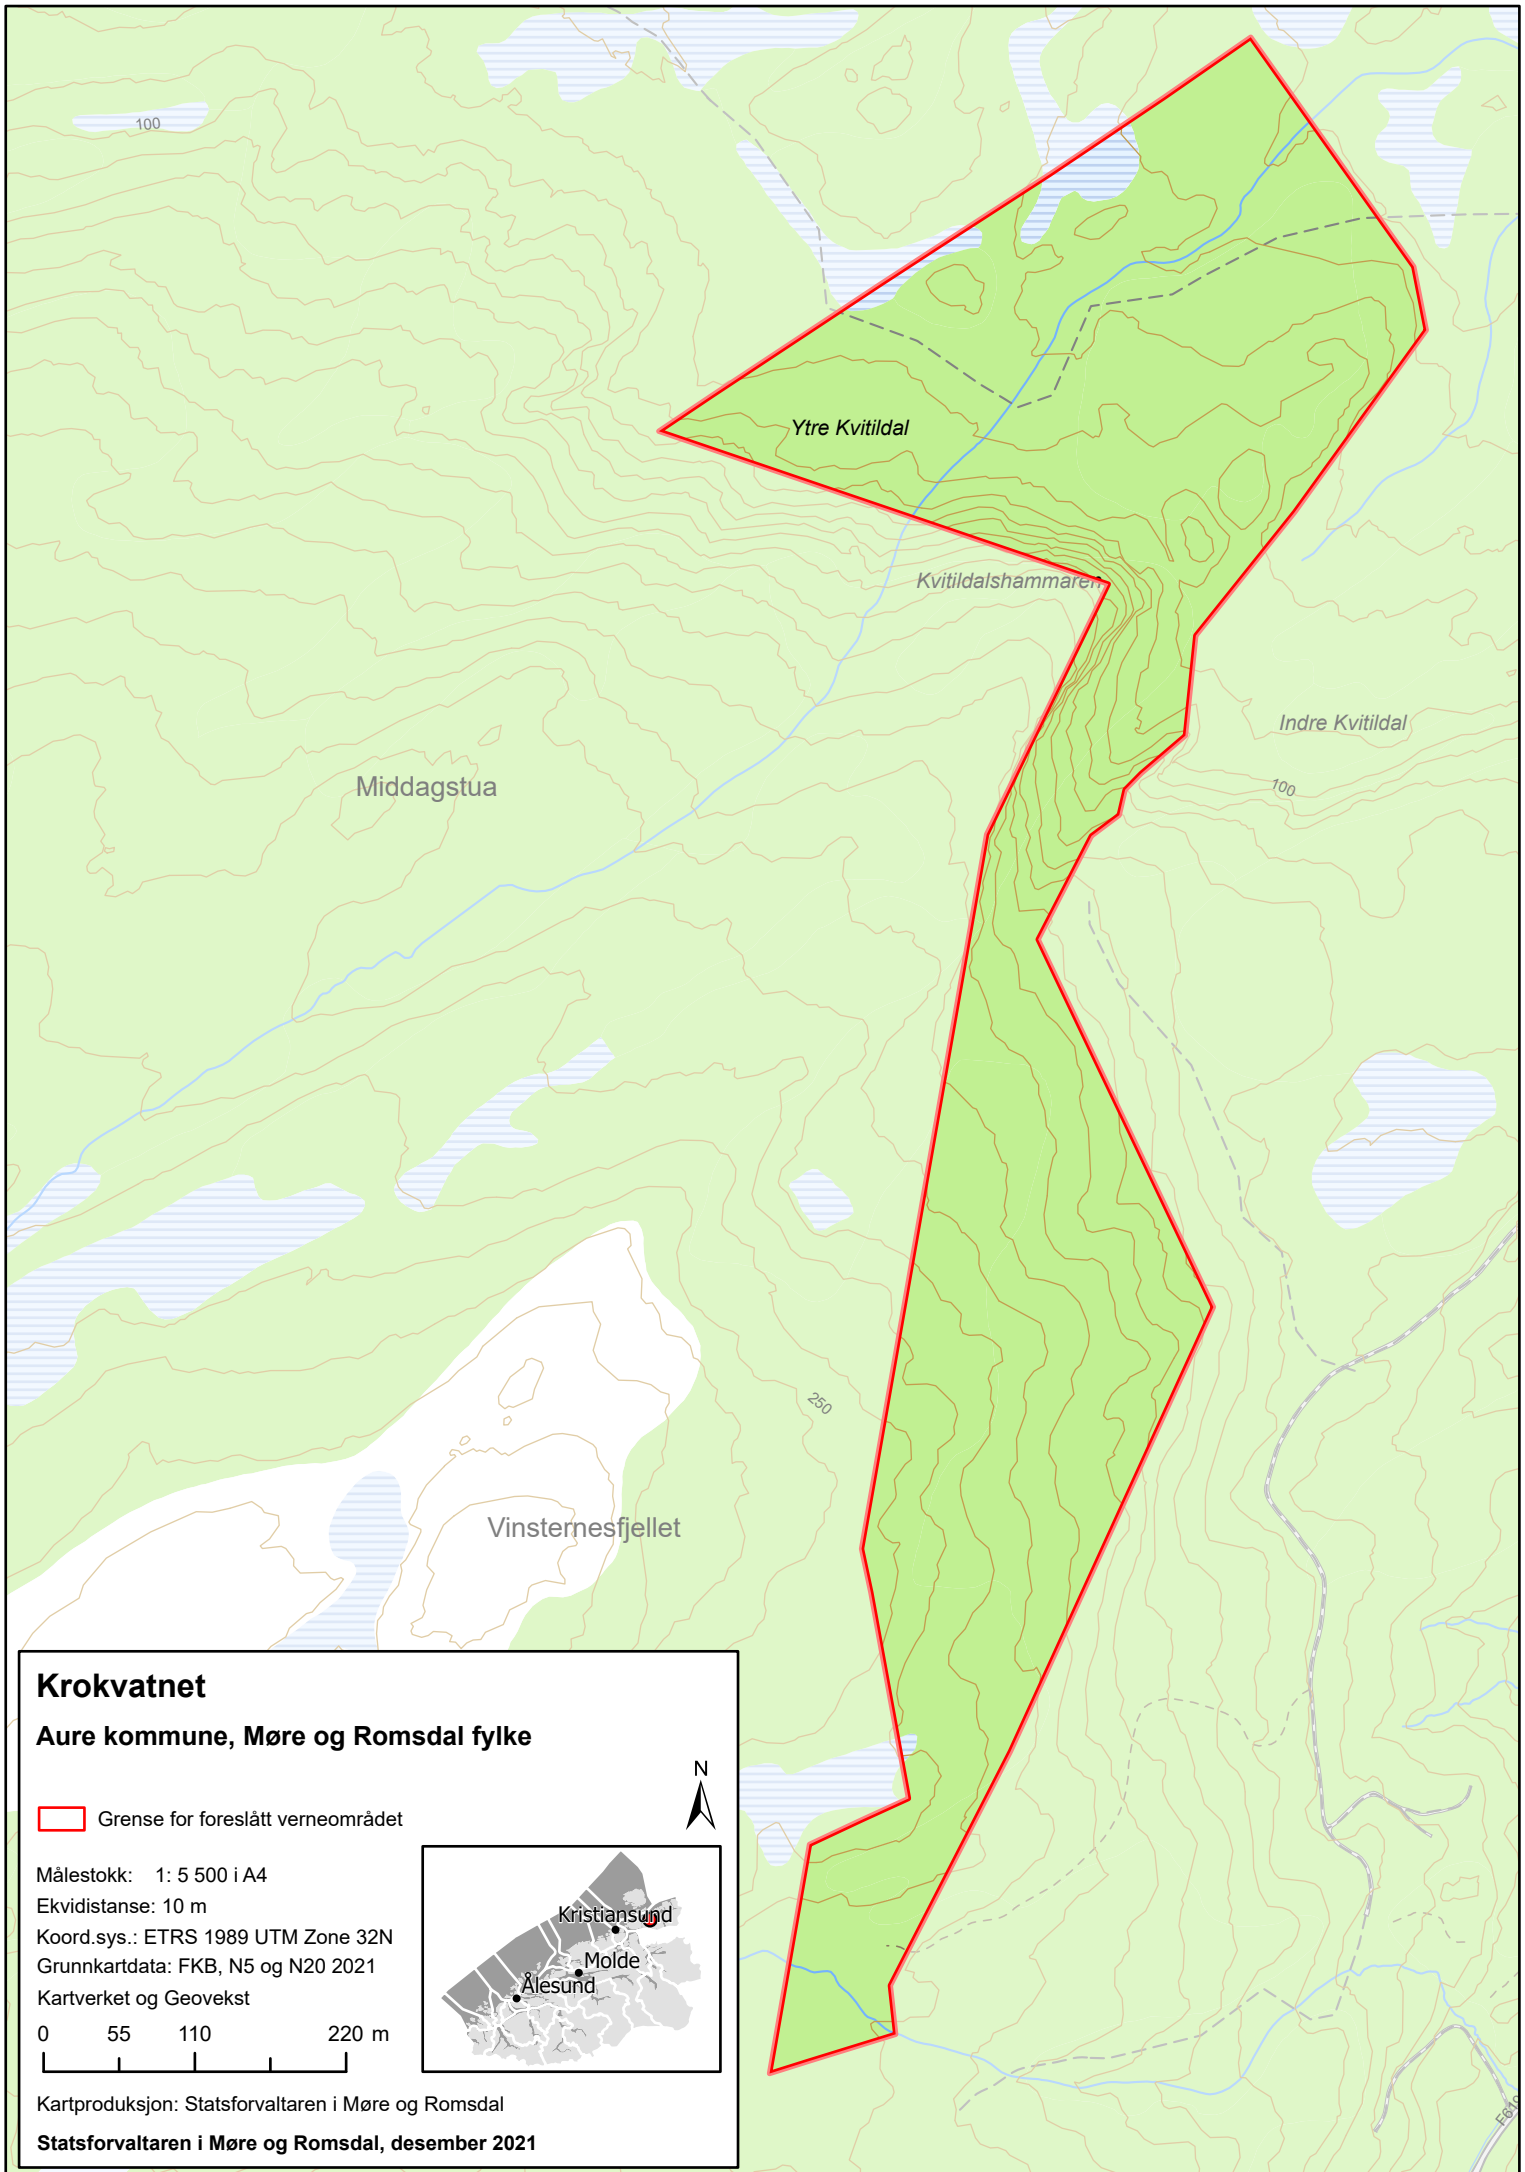 100
Ytre Kvitildal
Kvitildalshammaren
Indre Kvitildal
Middagstua
100
250
Vinsternesfjellet
Krokvatnet
Aure kommune, Møre og Romsdal fylke
N
Grense for foreslått verneområdet
Målestokk: 1: 5 500 i A4
Ekvidistanse: 10 m
Koord.sys.: ETRS 1989 UTM Zone 32N
Grunnkartdata: FKB, N5 og N20 2021
Kartverket og Geovekst
0 55 110 220 m
Kristiansund
Molde
Ålesund
Kartproduksjon: Statsforvaltaren i Møre og Romsdal
Statsforvaltaren i Møre og Romsdal, desember 2021